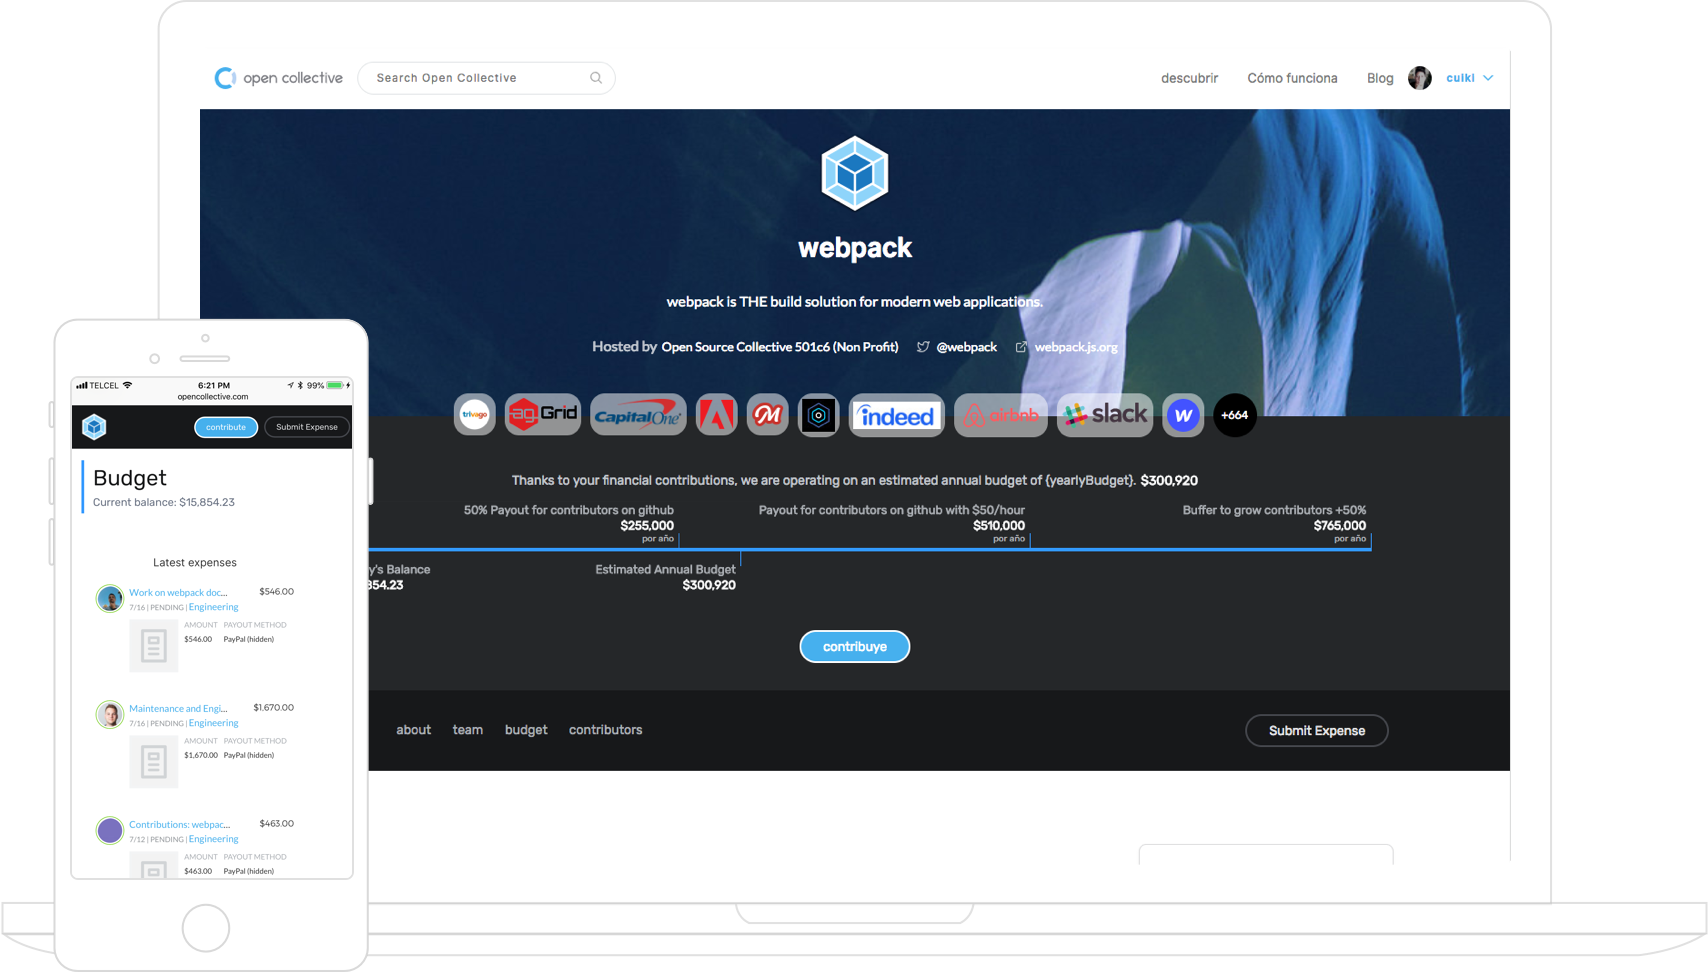 open collective
Search Open Collective
descubrir Cómo funciona Blog cuiki
webpack
webpack is THE build solution for modern web applications.
Hosted by Open Source Collective 501c6 (Non Profit) @webpack webpack.js.org
trivago agGrid CapitalOne M indeed airbnb slack W +664
Thanks to your financial contributions, we are operating on an estimated annual budget of {yearlyBudget}. $300,920
50% Payout for contributors on github
$255,000
por año
Payout for contributors on github with $50/hour
$510,000
por año
Buffer to grow contributors +50%
$765,000
por año
y's Balance
854.23
Estimated Annual Budget
$300,920
contribuye
about team budget contributors
Submit Expense
TELCEL 6:21 PM 99%
opencollective.com
contribute Submit Expense
Budget
Current balance: $15,854.23
Latest expenses
Work on webpack doc... $546.00
7/16 | PENDING | Engineering
AMOUNT PAYOUT METHOD
$546.00 PayPal (hidden)
Maintenance and Engi... $1,670.00
7/16 | PENDING | Engineering
AMOUNT PAYOUT METHOD
$1,670.00 PayPal (hidden)
Contributions: webpac... $463.00
7/12 | PENDING | Engineering
AMOUNT PAYOUT METHOD
$463.00 PayPal (hidden)